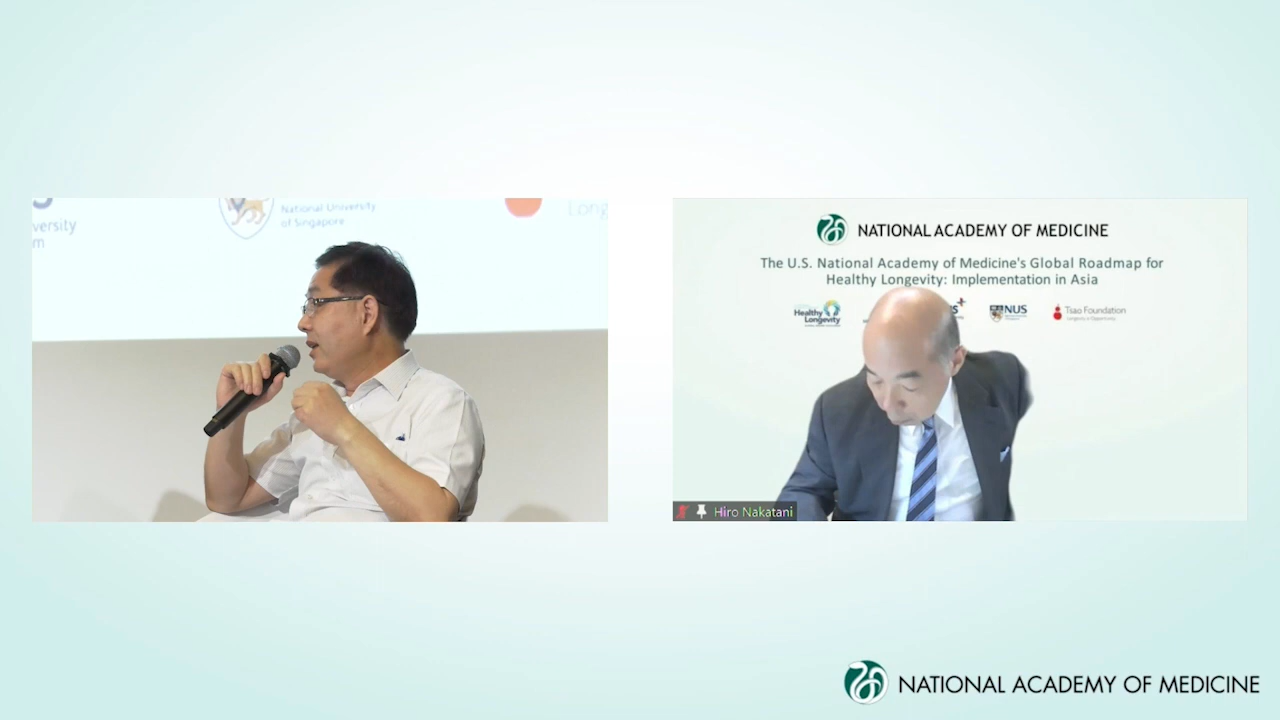 versity
National University
of Singapore
Long
NATIONAL ACADEMY OF MEDICINE
The U.S. National Academy of Medicine's Global Roadmap for
Healthy Longevity: Implementation in Asia
Healthy
Longevity
NUS
Tsao Foundation
Hiro Nakatani
NATIONAL ACADEMY OF MEDICINE